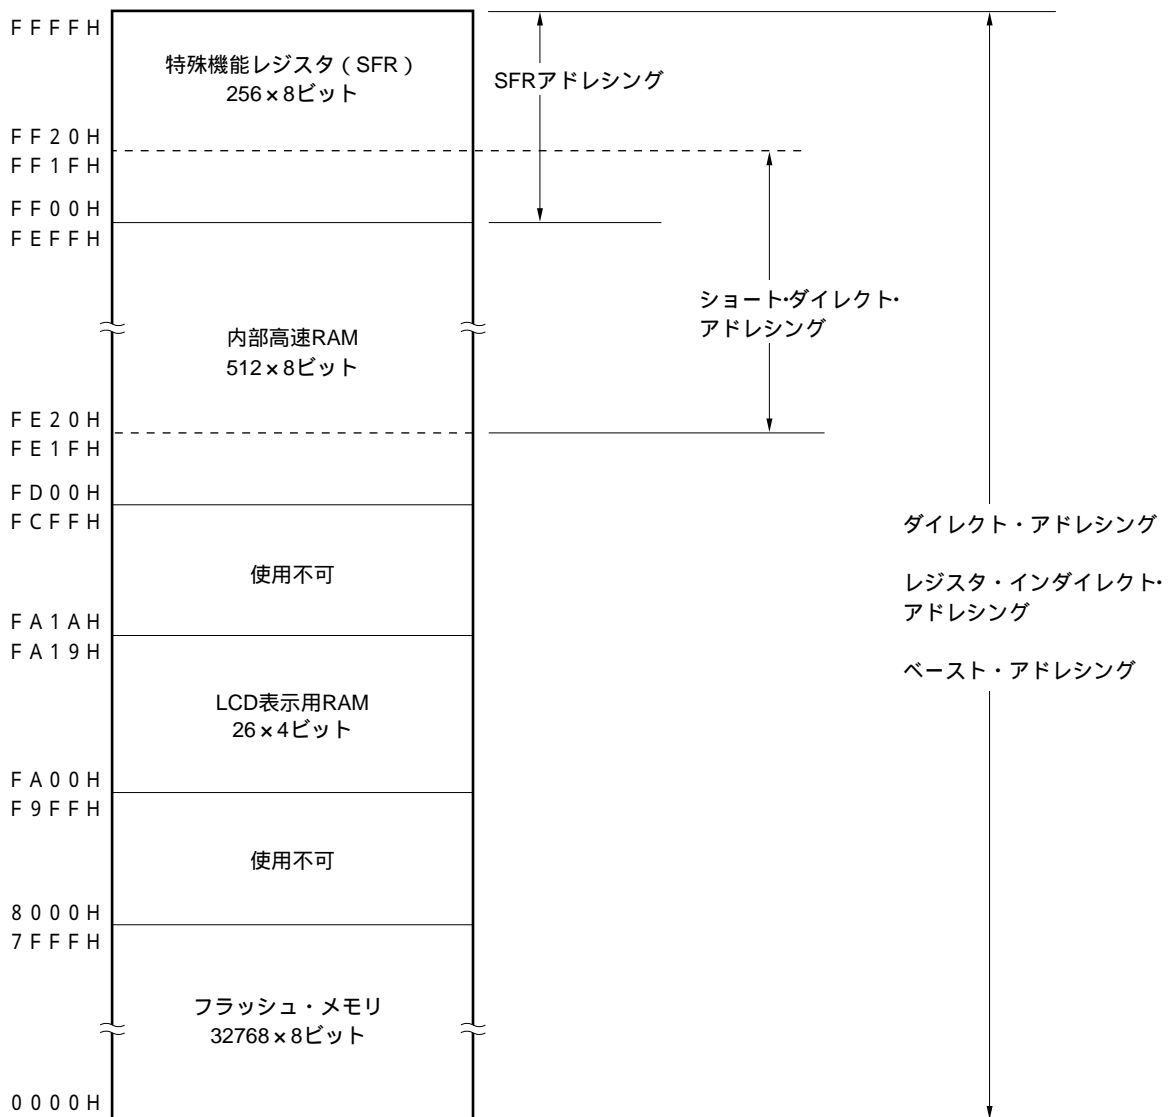 FFFFH
特殊機能レジスタ（SFR）
256×8ビット
SFRアドレシング
FF20H
FF1FH
FF00H
FEFFH
ショート・ダイレクト・
アドレシング
内部高速RAM
512×8ビット
FE20H
FE1FH
FD00H
FCFFH
使用不可
ダイレクト・アドレシング
レジスタ・インダイレクト・
アドレシング
ベースト・アドレシング
FA1AH
FA19H
LCD表示用RAM
26×4ビット
FA00H
F9FFH
使用不可
8000H
7FFFH
フラッシュ・メモリ
32768×8ビット
0000H